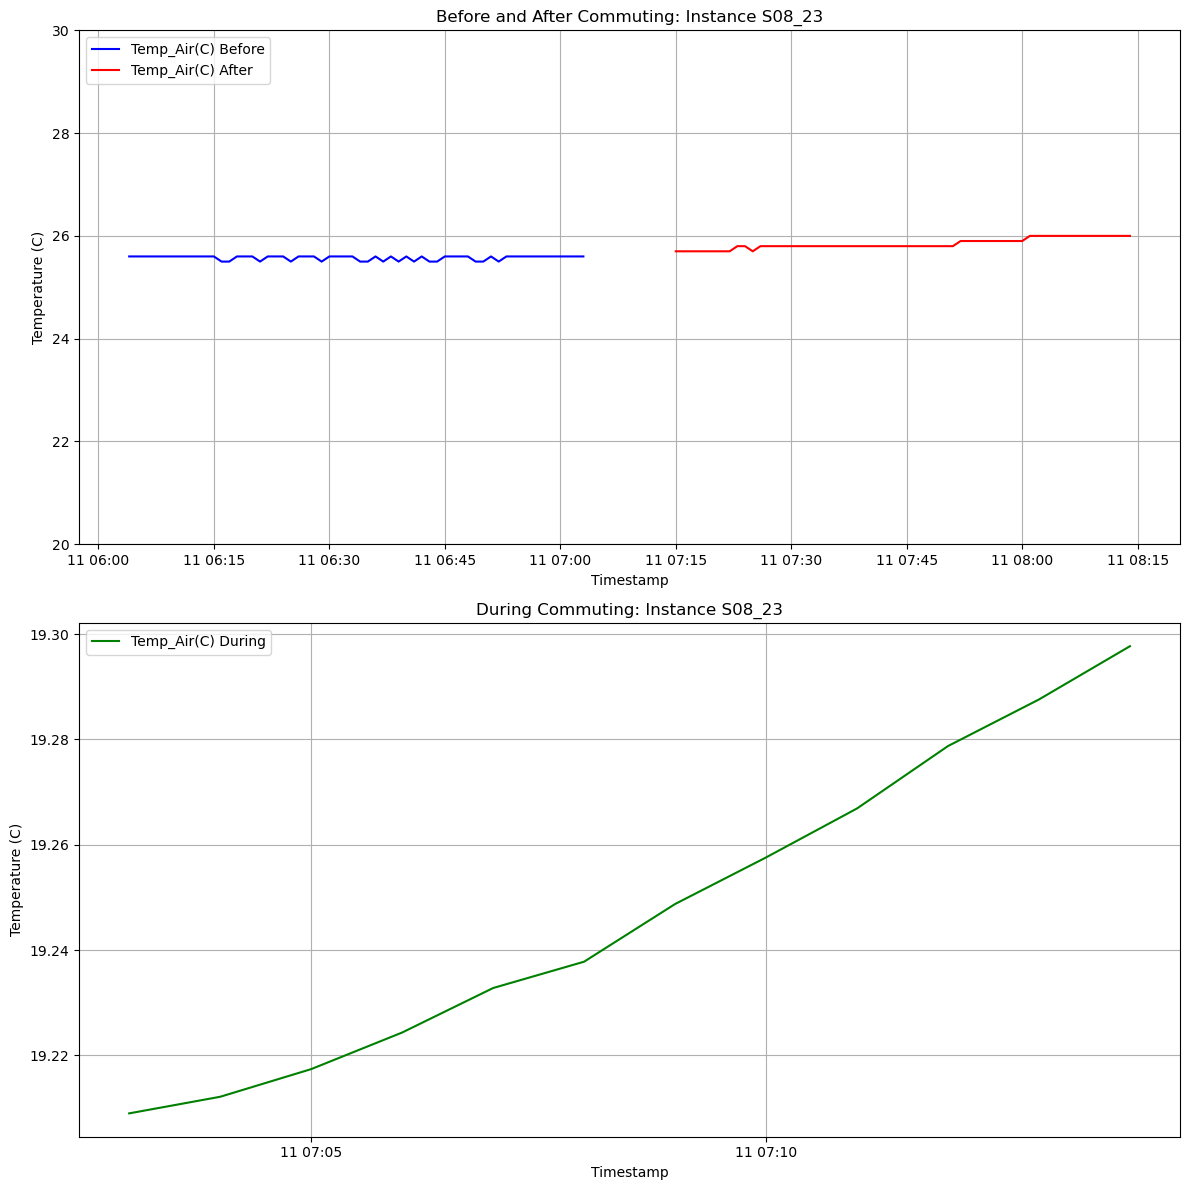 Before and After Commuting: Instance S08_23
30
Temp_Air(C) Before
Temp_Air(C) After
28
26
24
22
20
Temperature (C)
11 06:00 11 06:15 11 06:30 11 06:45 11 07:00 11 07:15 11 07:30 11 07:45 11 08:00 11 08:15
Timestamp
During Commuting: Instance S08_23
19.30
Temp_Air(C) During
19.28
19.26
19.24
19.22
Temperature (C)
11 07:05 11 07:10
Timestamp